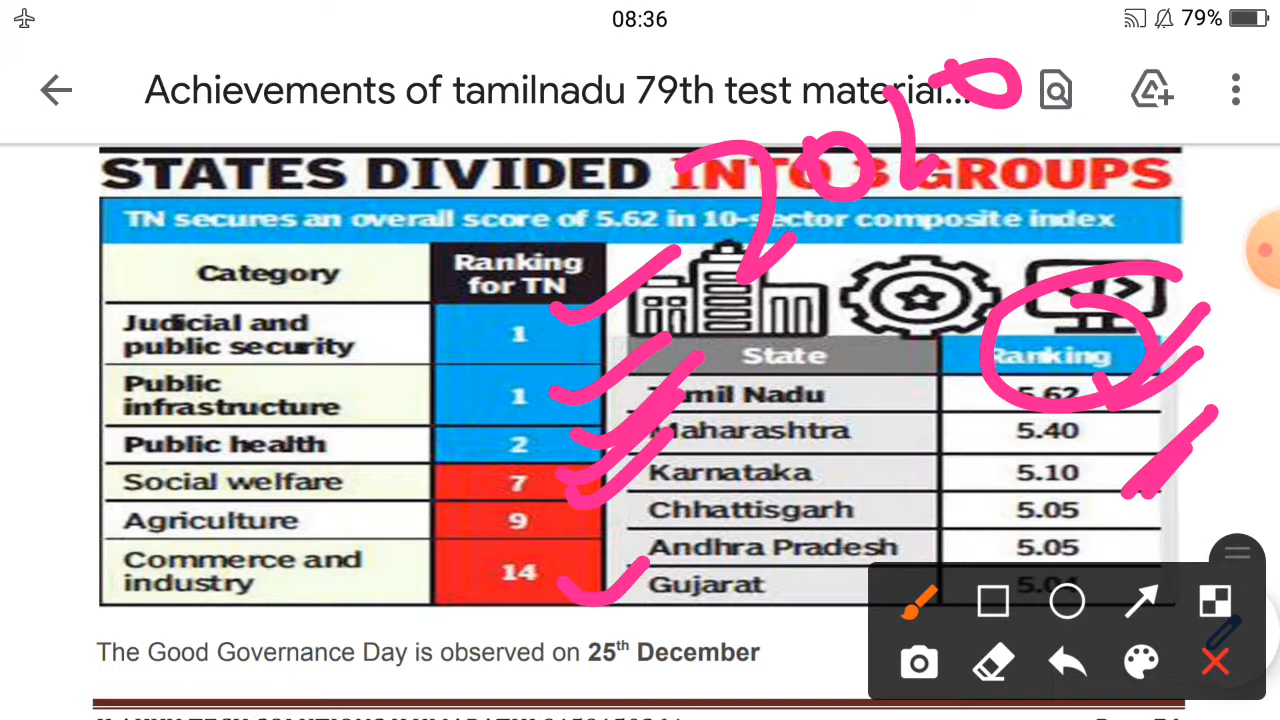 08:36
79%
Achievements of tamilnadu 79th test material...
STATES DIVIDED INTO 3 GROUPS
TN secures an overall score of 5.62 in 10-sector composite index
Category Ranking for TN
Judicial and public security 1
Public infrastructure 1
Public health 2
Social welfare 7
Agriculture 9
Commerce and industry 14
State Ranking
Tamil Nadu 5.62
Maharashtra 5.40
Karnataka 5.10
Chhattisgarh 5.05
Andhra Pradesh 5.05
Gujarat
The Good Governance Day is observed on 25th December